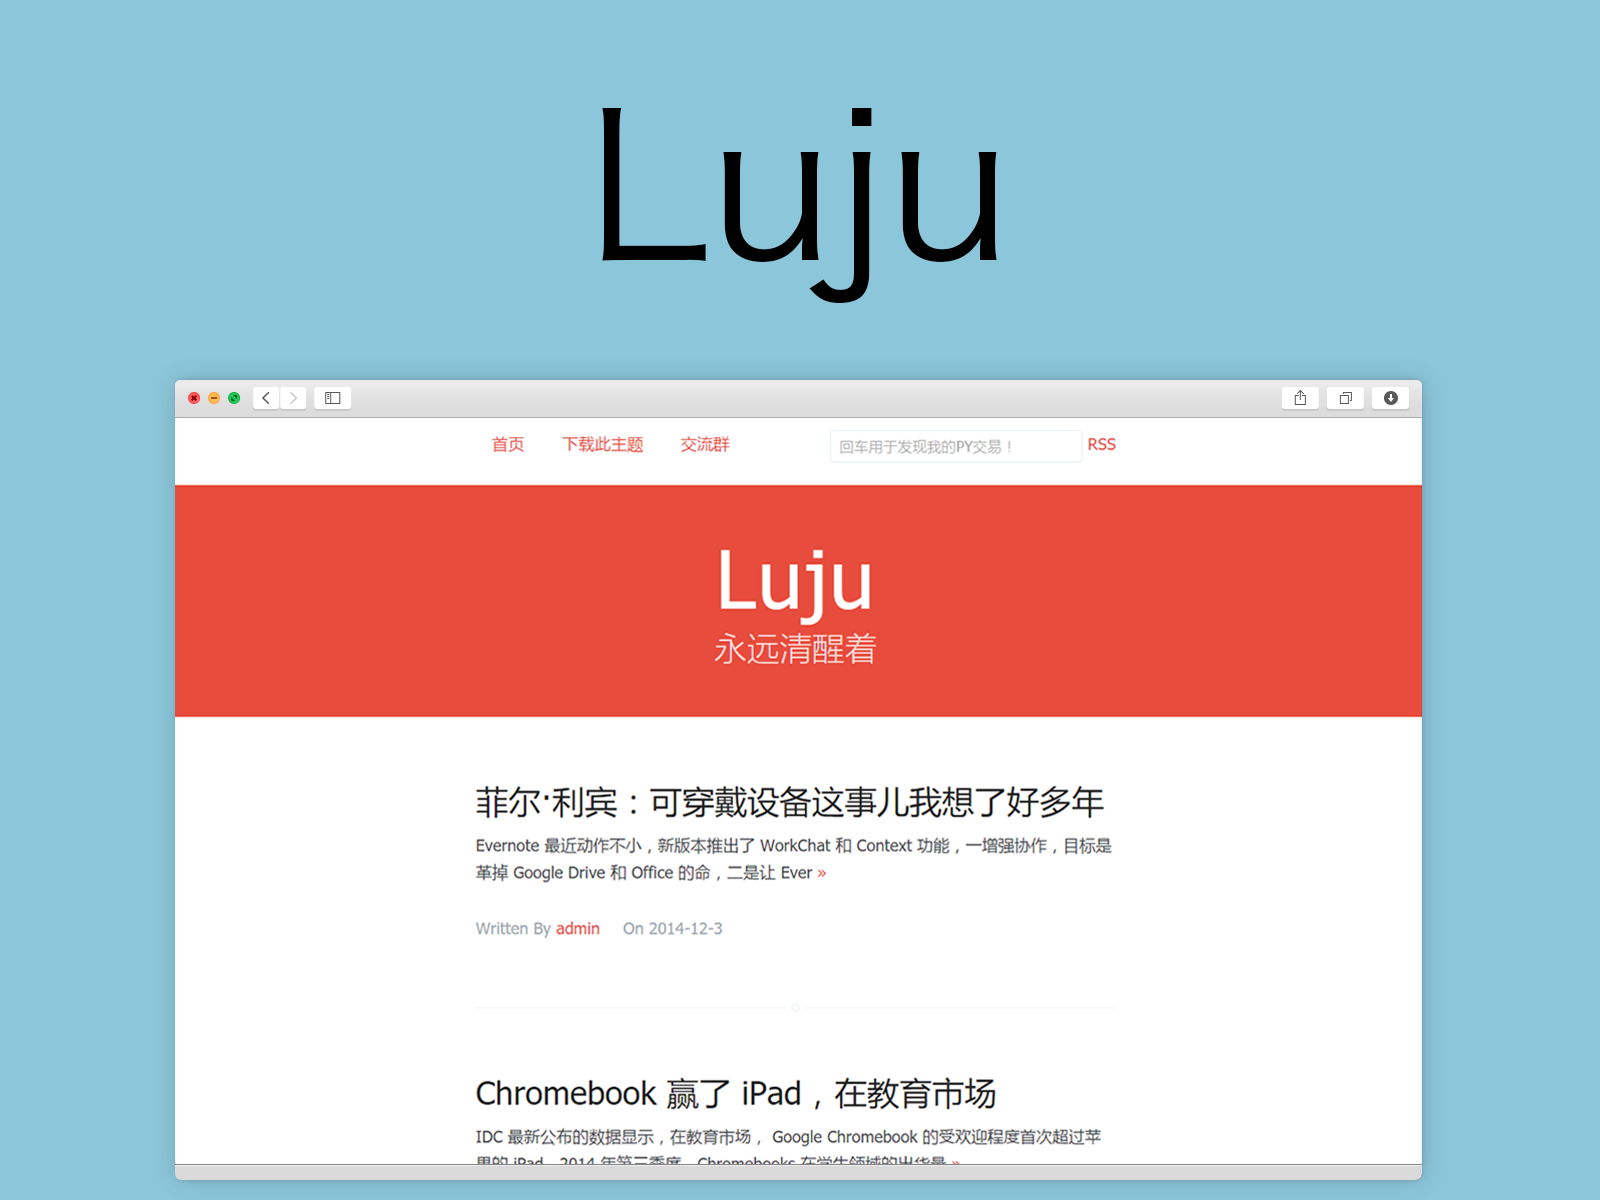 Luju
首页 下载此主题 交流群 回车用于发现我的PY交易！ RSS
Luju
永远清醒着
菲尔·利宾：可穿戴设备这事儿我想了好多年
Evernote 最近动作不小，新版本推出了 WorkChat 和 Context 功能，一增强协作，目标是
革掉 Google Drive 和 Office 的命，二是让 Ever »
Written By admin On 2014-12-3
Chromebook 赢了 iPad，在教育市场
IDC 最新公布的数据显示，在教育市场， Google Chromebook 的受欢迎程度首次超过苹
果的 iPad。2014 年第三季度，Chromebooks 在学生领域的出货量 »